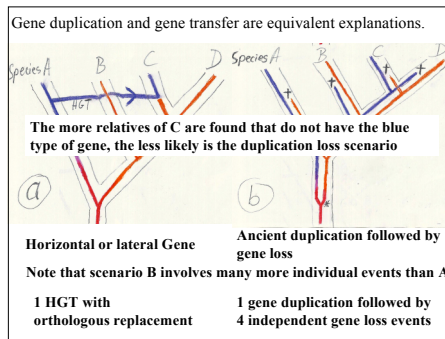 Gene duplication and gene transfer are equivalent explanations.
Species A B C D
HGT
Species A B C D
The more relatives of C are found that do not have the blue
type of gene, the less likely is the duplication loss scenario
a
b
*
Horizontal or lateral Gene
Ancient duplication followed by
gene loss
Note that scenario B involves many more individual events than A
1 HGT with
orthologous replacement
1 gene duplication followed by
4 independent gene loss events